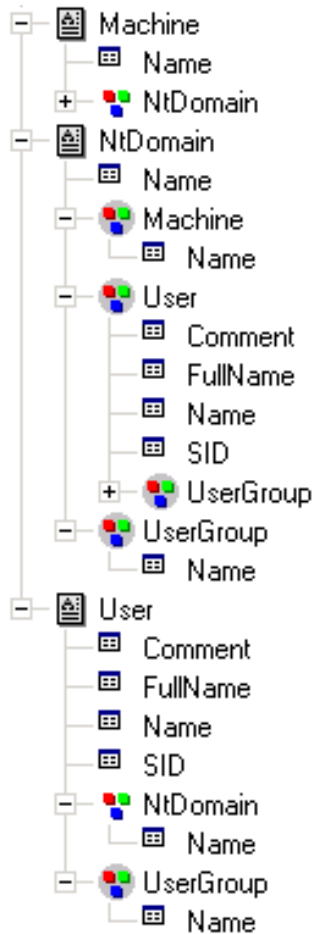 Machine
Name
NtDomain
NtDomain
Name
Machine
Name
User
Comment
FullName
Name
SID
UserGroup
UserGroup
Name
User
Comment
FullName
Name
SID
NtDomain
Name
UserGroup
Name